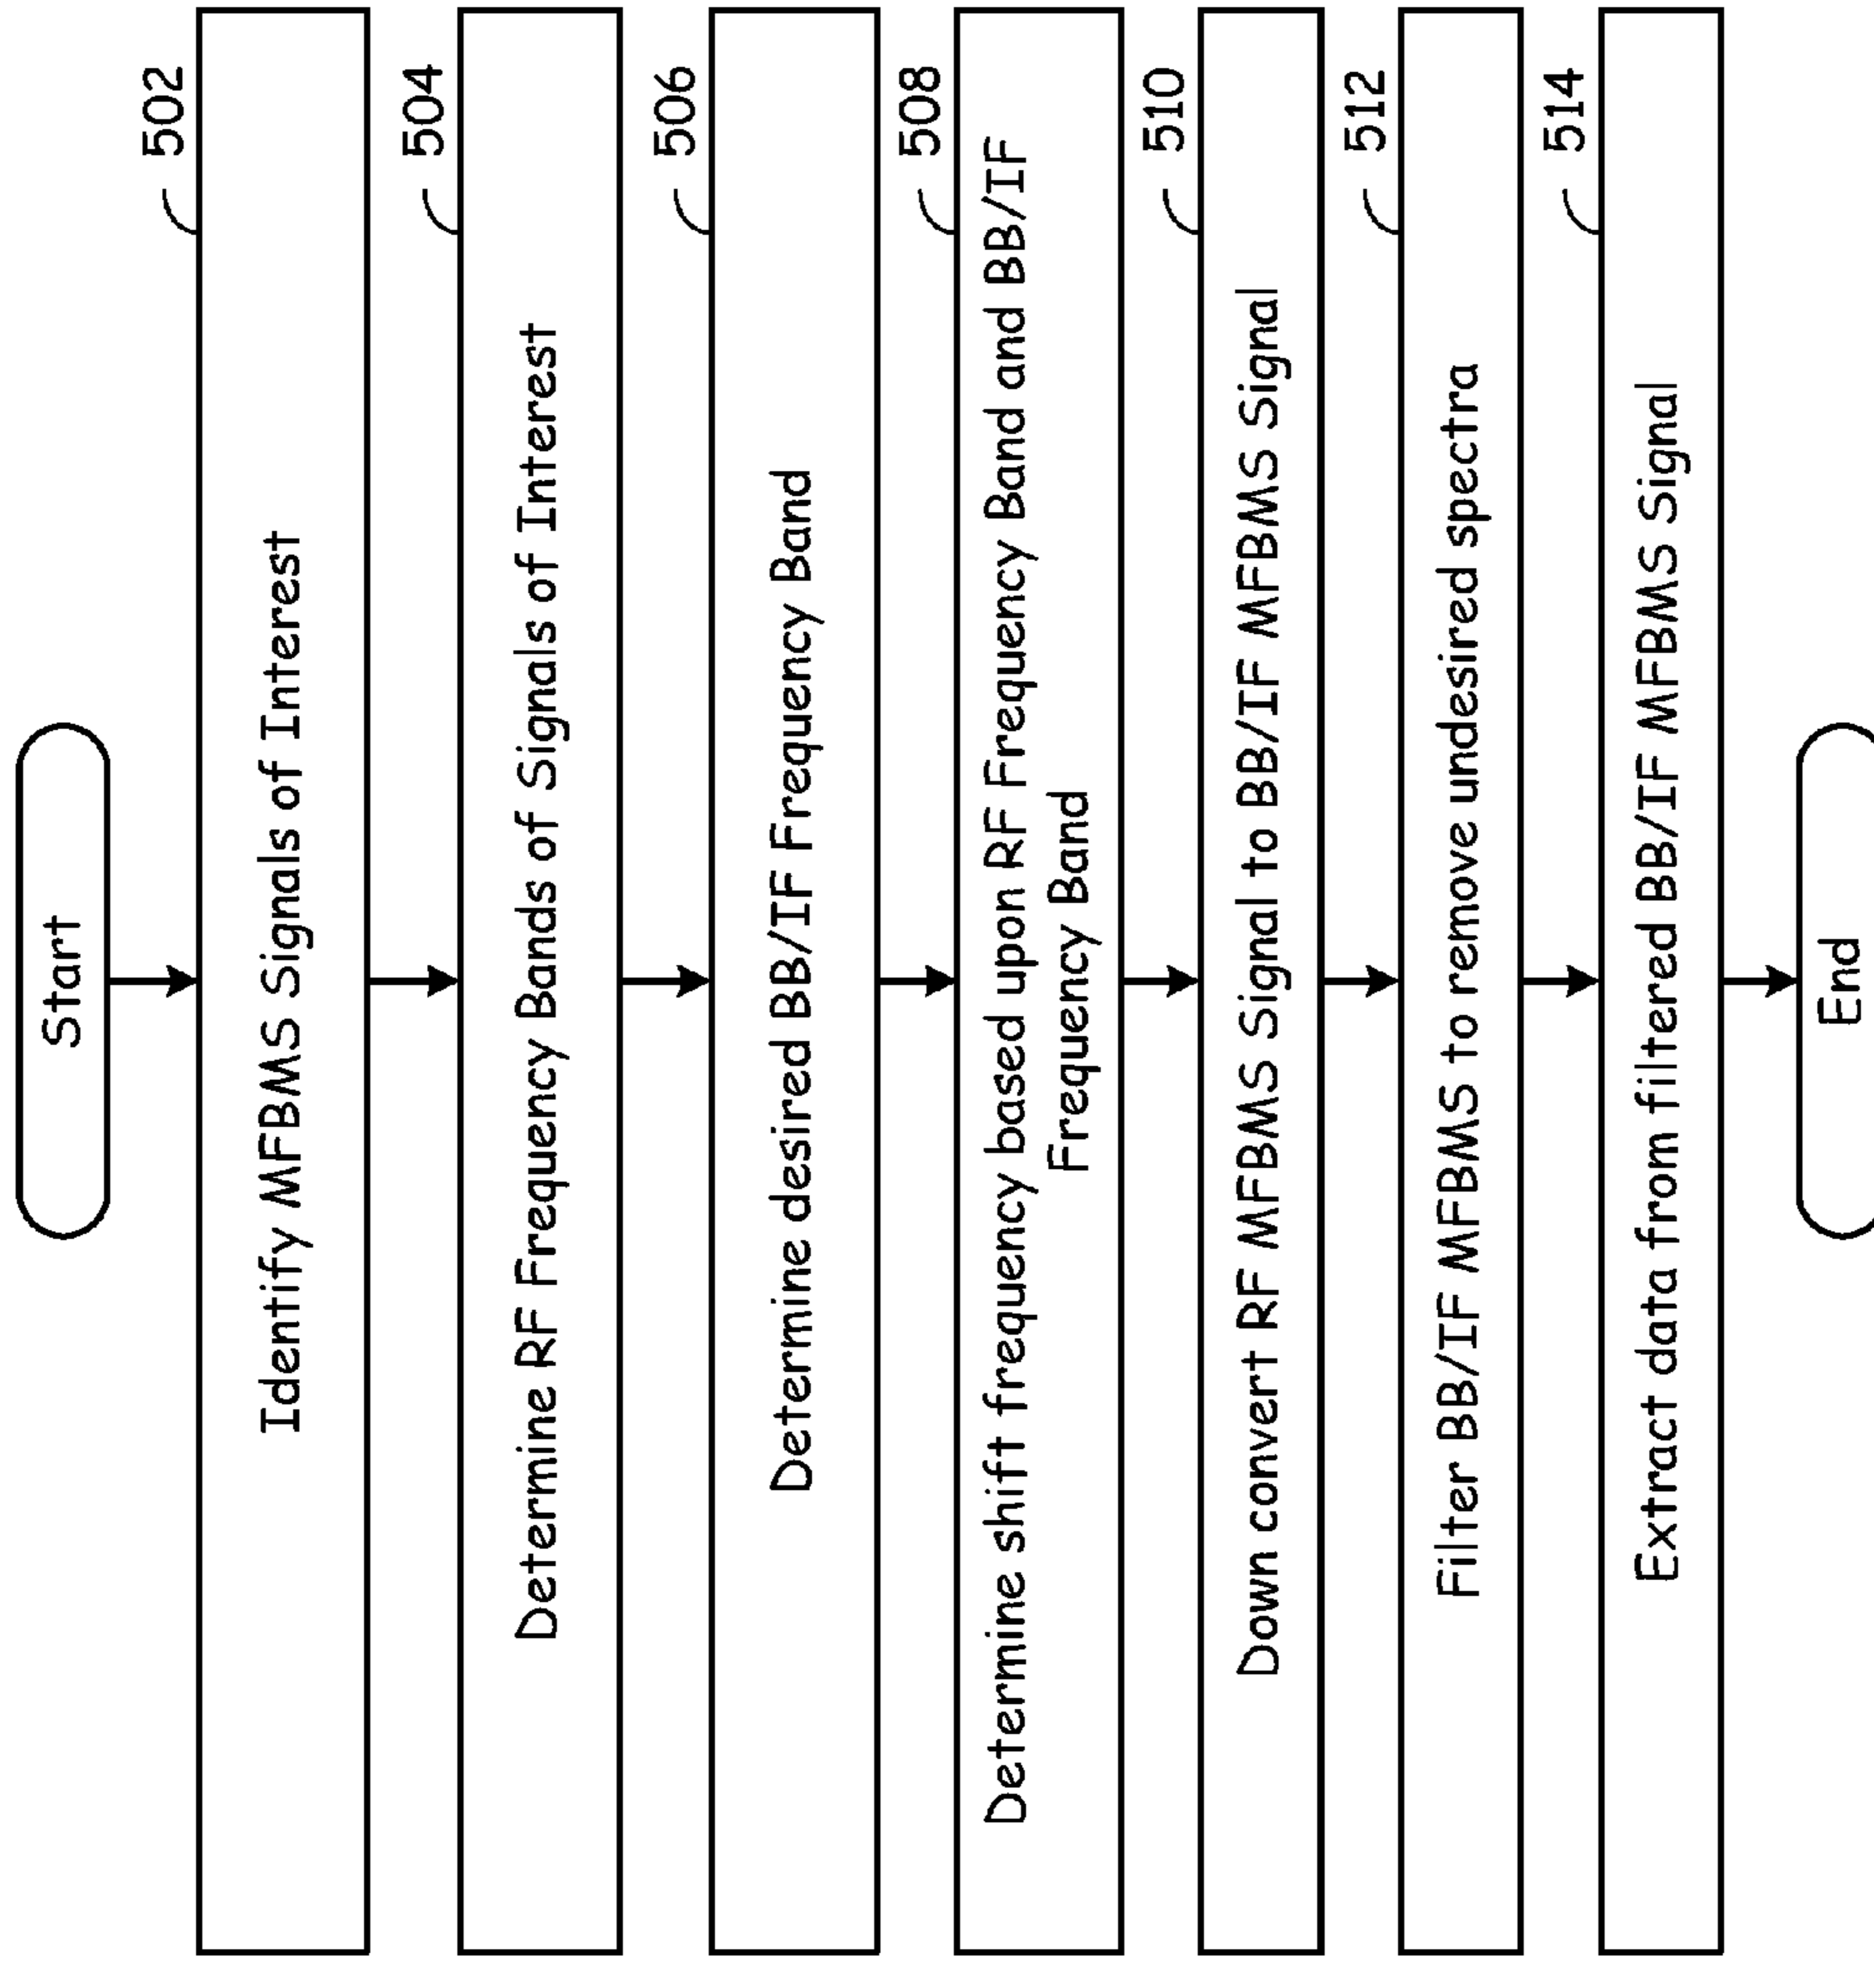 Start
502
Identify MFBMS Signals of Interest
504
Determine RF Frequency Bands of Signals of Interest
506
Determine desired BB/IF Frequency Band
508
Determine shift frequency based upon RF Frequency Band and BB/IF
Frequency Band
510
Down convert RF MFBMS Signal to BB/IF MFBMS Signal
512
Filter BB/IF MFBMS to remove undesired spectra
514
Extract data from filtered BB/IF MFBMS Signal
End